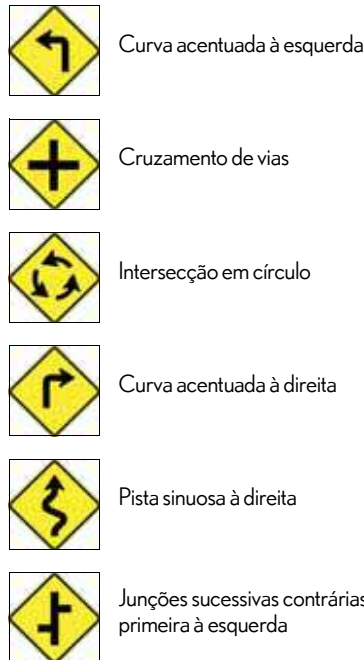 Curva acentuada à esquerda
Cruzamento de vias
Intersecção em círculo
Curva acentuada à direita
Pista sinuosa à direita
Junções sucessivas contrárias
primeira à esquerda